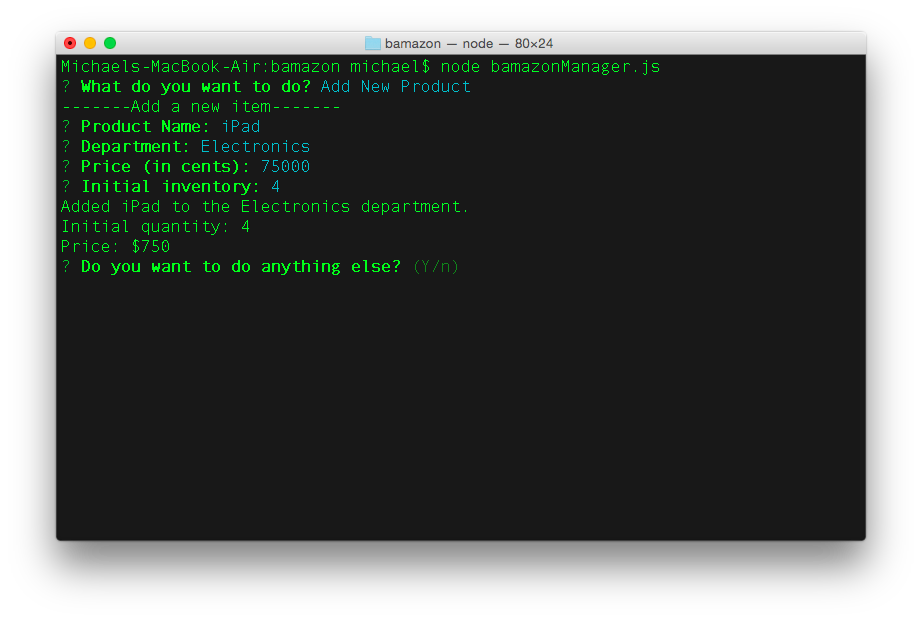 bamazon — node — 80×24
Michaels-MacBook-Air:bamazon michael$ node bamazonManager.js
? What do you want to do? Add New Product
-------Add a new item-------
? Product Name: iPad
? Department: Electronics
? Price (in cents): 75000
? Initial inventory: 4
Added iPad to the Electronics department.
Initial quantity: 4
Price: $750
? Do you want to do anything else? (Y/n)